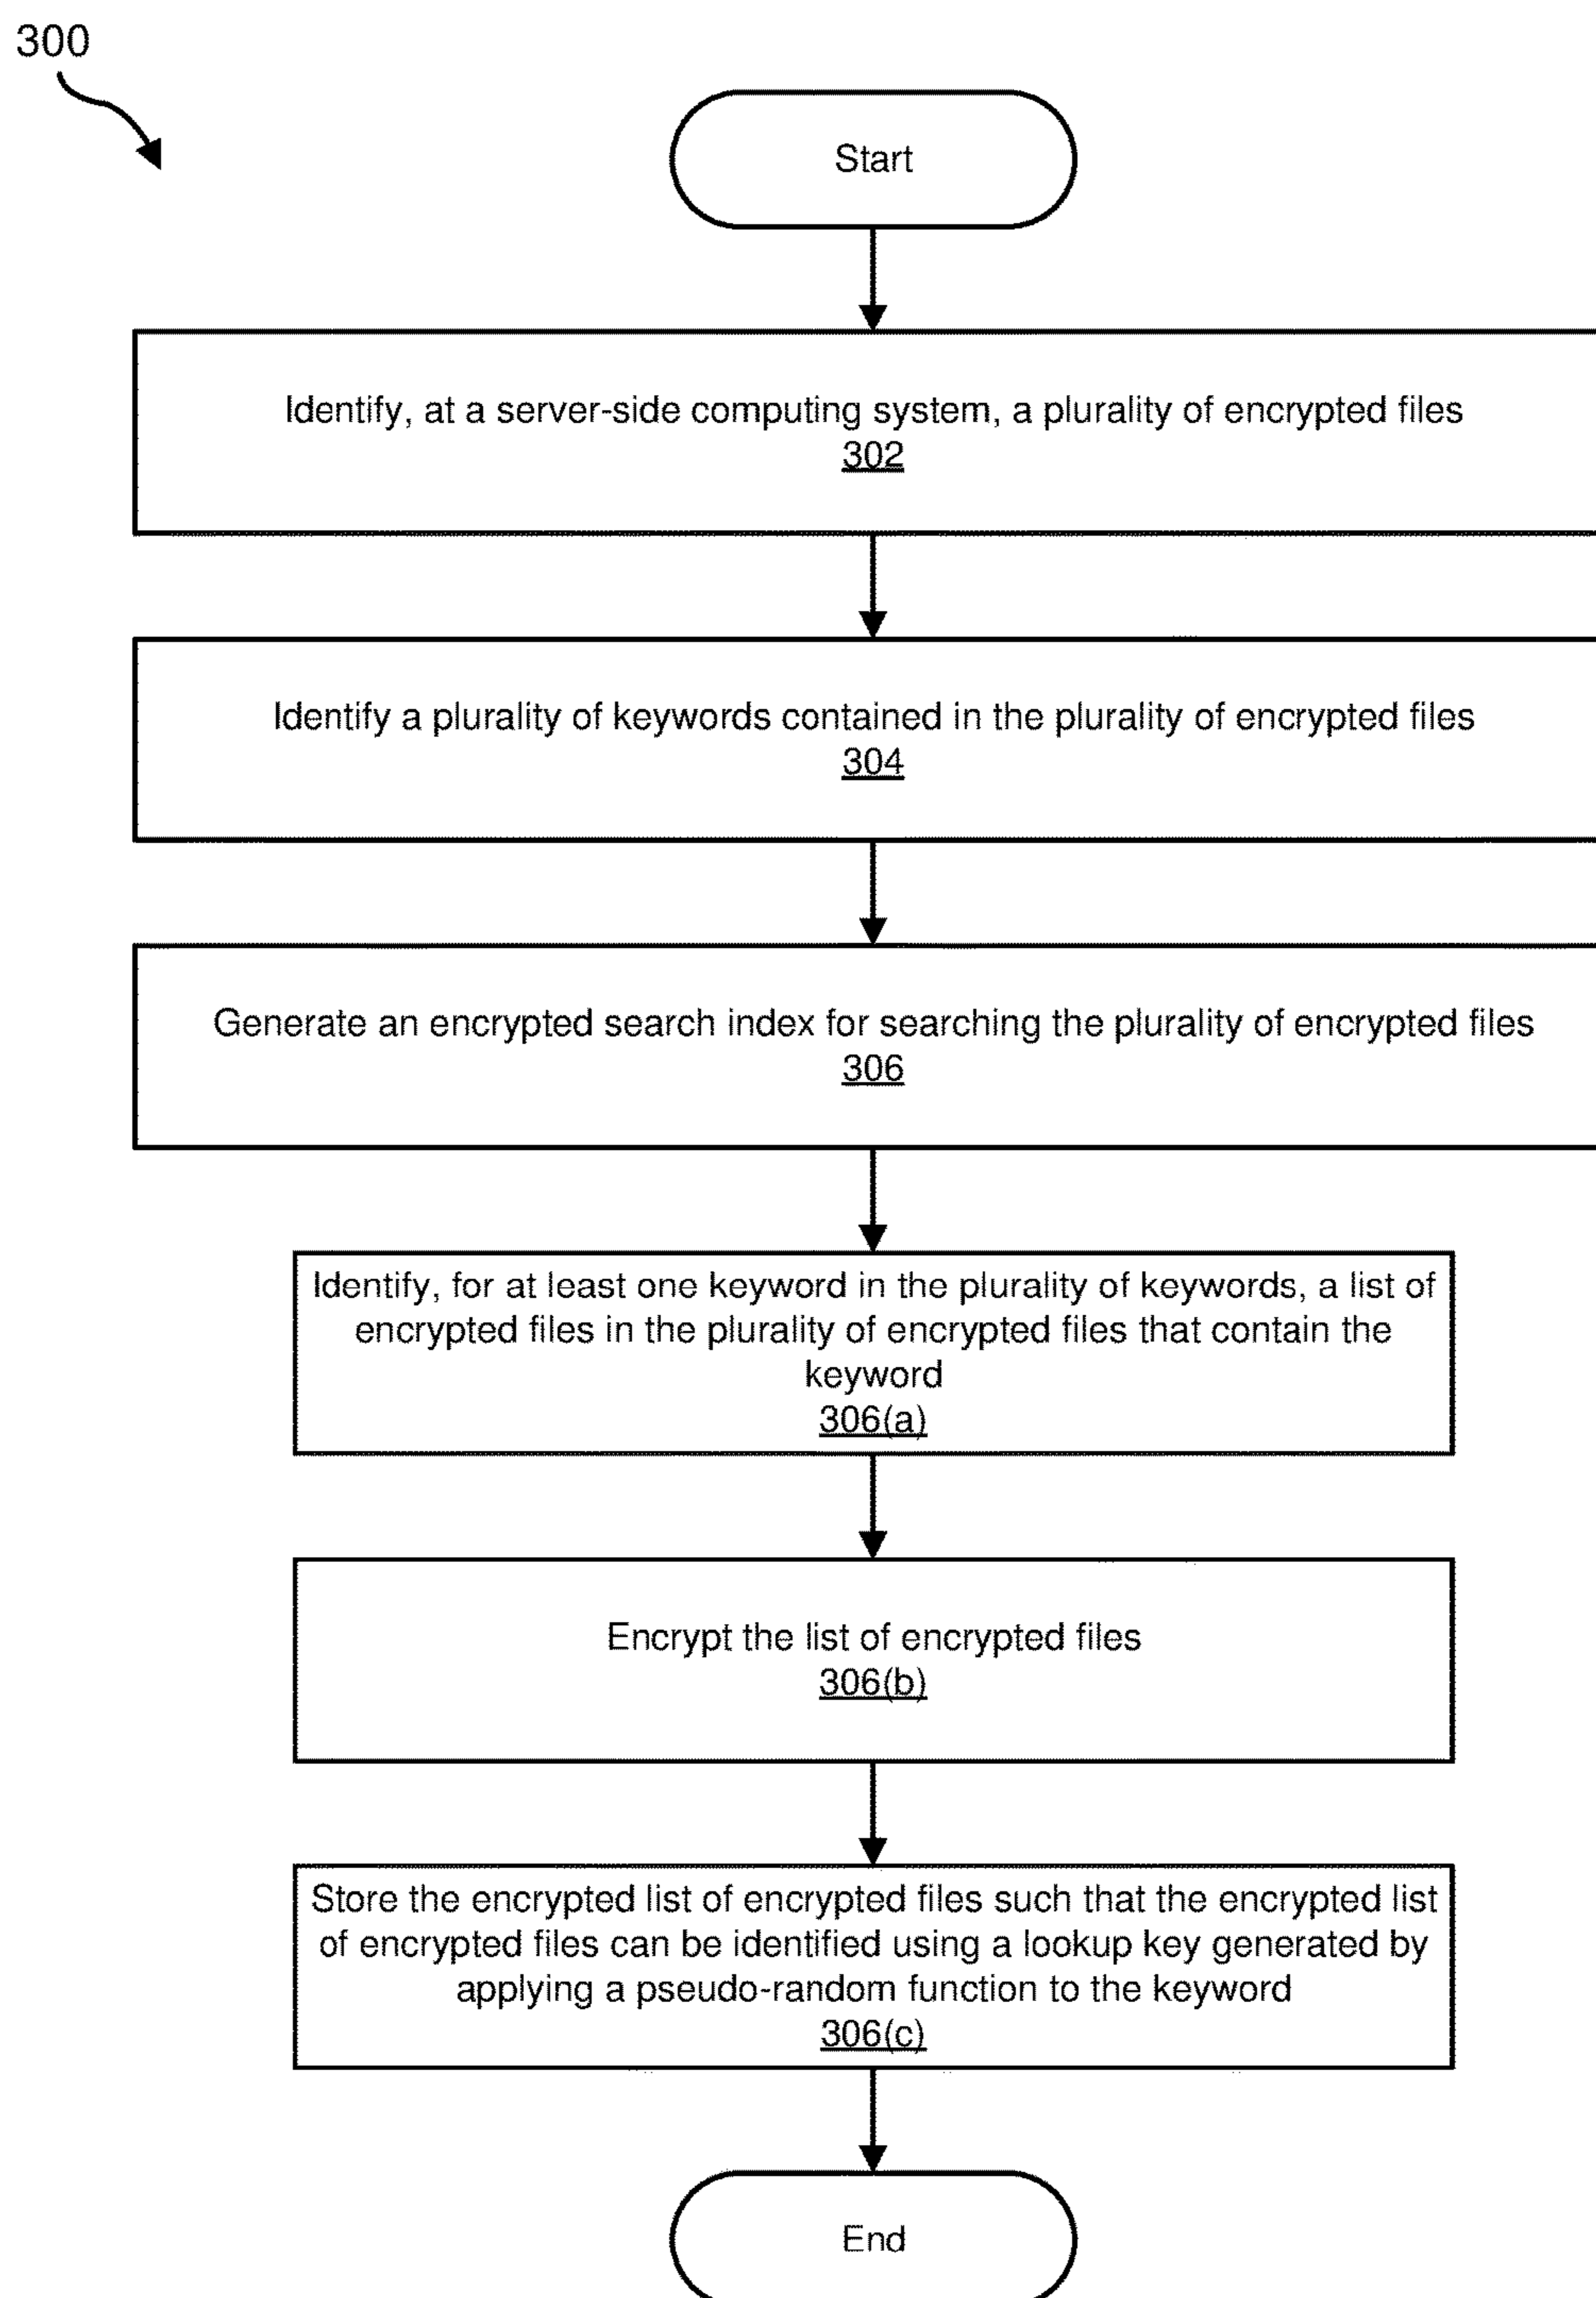 300
Start
Identify, at a server-side computing system, a plurality of encrypted files
302
Identify a plurality of keywords contained in the plurality of encrypted files
304
Generate an encrypted search index for searching the plurality of encrypted files
306
Identify, for at least one keyword in the plurality of keywords, a list of
encrypted files in the plurality of encrypted files that contain the
keyword
306(a)
Encrypt the list of encrypted files
306(b)
Store the encrypted list of encrypted files such that the encrypted list
of encrypted files can be identified using a lookup key generated by
applying a pseudo-random function to the keyword
306(c)
End